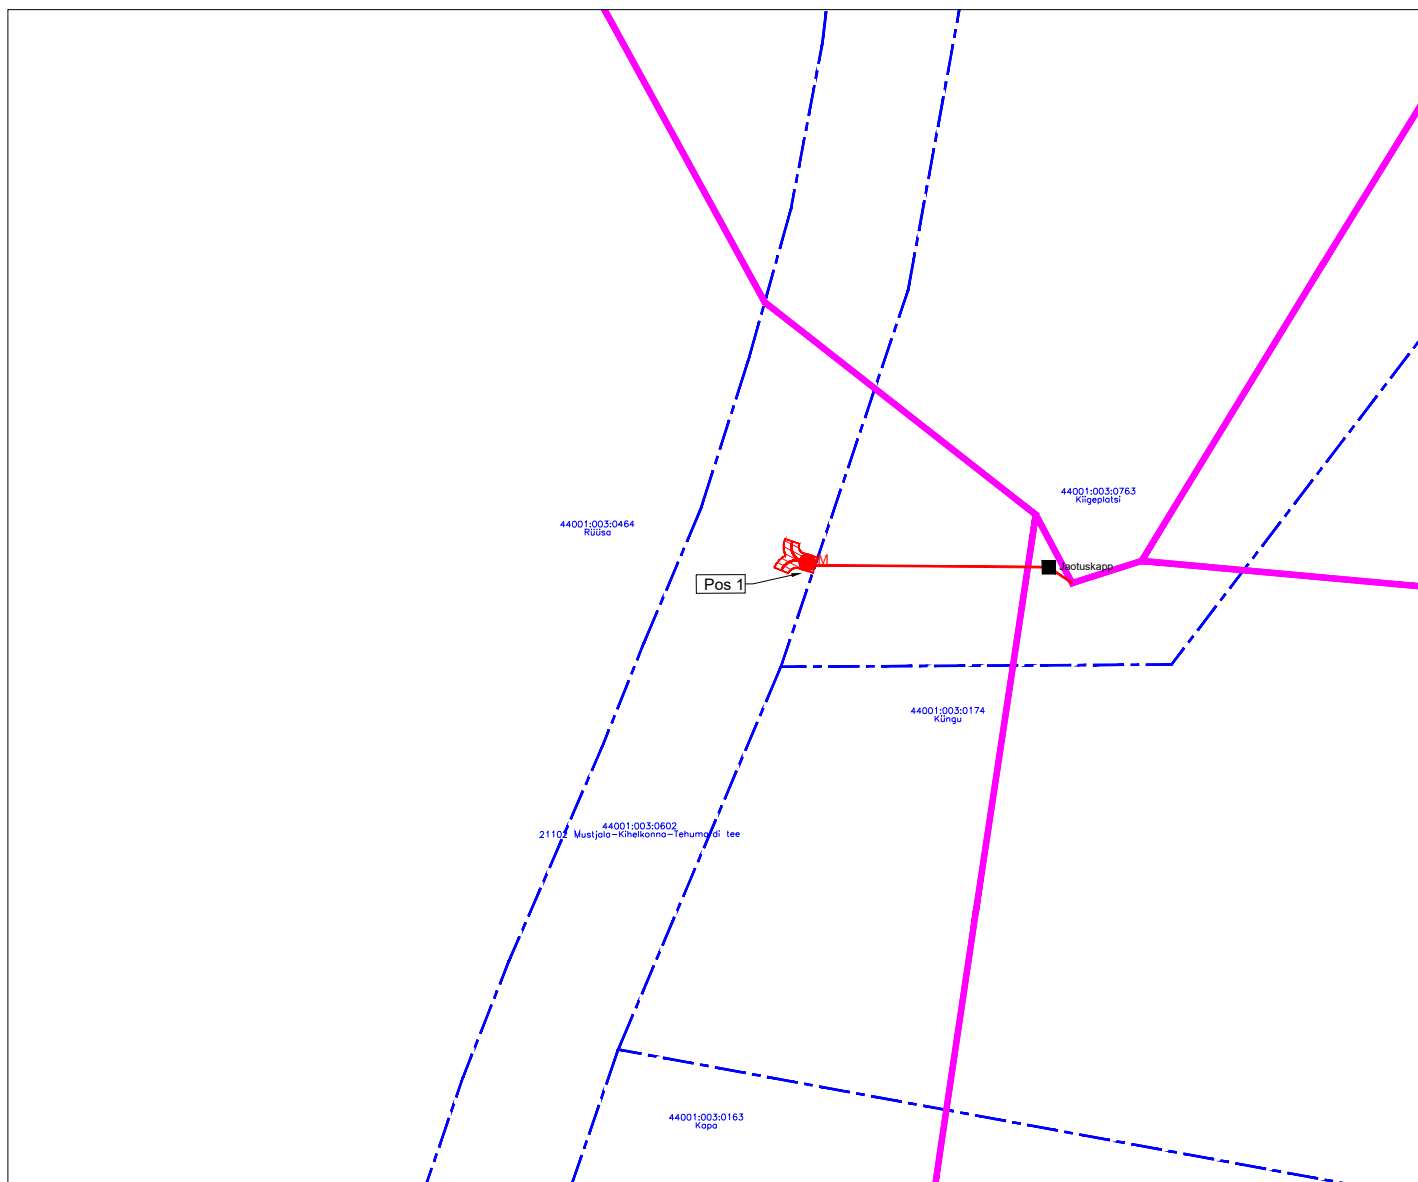 44001:003:0763
Kiigeplatsi
44001:003:0464
Rüüsa
M
Jaotuskapp
Pos 1
44001:003:0174
Küngu
44001:003:0602
21102 Mustjala-Kihelkonna-Tehumardi tee
44001:003:0163
Kapa